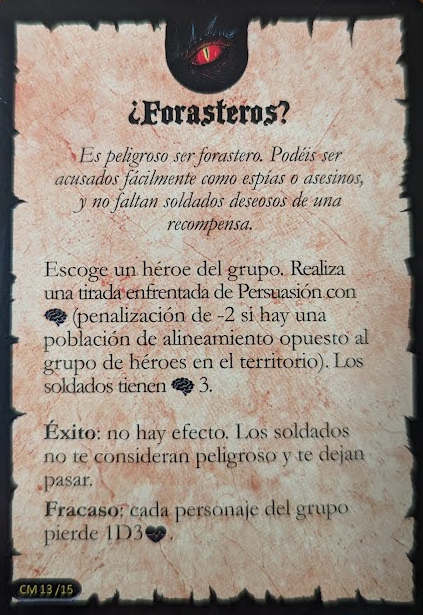 ¿Forasteros?
Es peligroso ser forastero. Podéis ser
acusados fácilmente como espías o asesinos,
y no faltan soldados deseosos de una
recompensa.
Escoge un héroe del grupo. Realiza
una tirada enfrentada de Persuasión con
(penalización de -2 si hay una
población de alineamiento opuesto al
grupo de héroes en el territorio). Los
soldados tienen 3.
Éxito: no hay efecto. Los soldados
no te consideran peligroso y te dejan
pasar.
Fracaso: cada personaje del grupo
pierde 1D3.
CM 13 /15